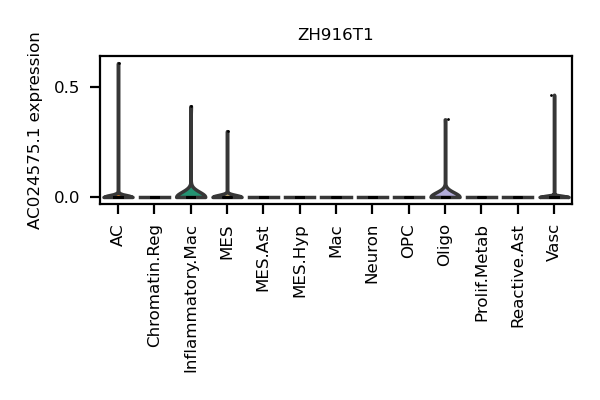 ZH916T1
AC024575.1 expression
0.5
0.0
AC
Chromatin.Reg
Inflammatory.Mac
MES
MES.Ast
MES.Hyp
Mac
Neuron
OPC
Oligo
Prolif.Metab
Reactive.Ast
Vasc